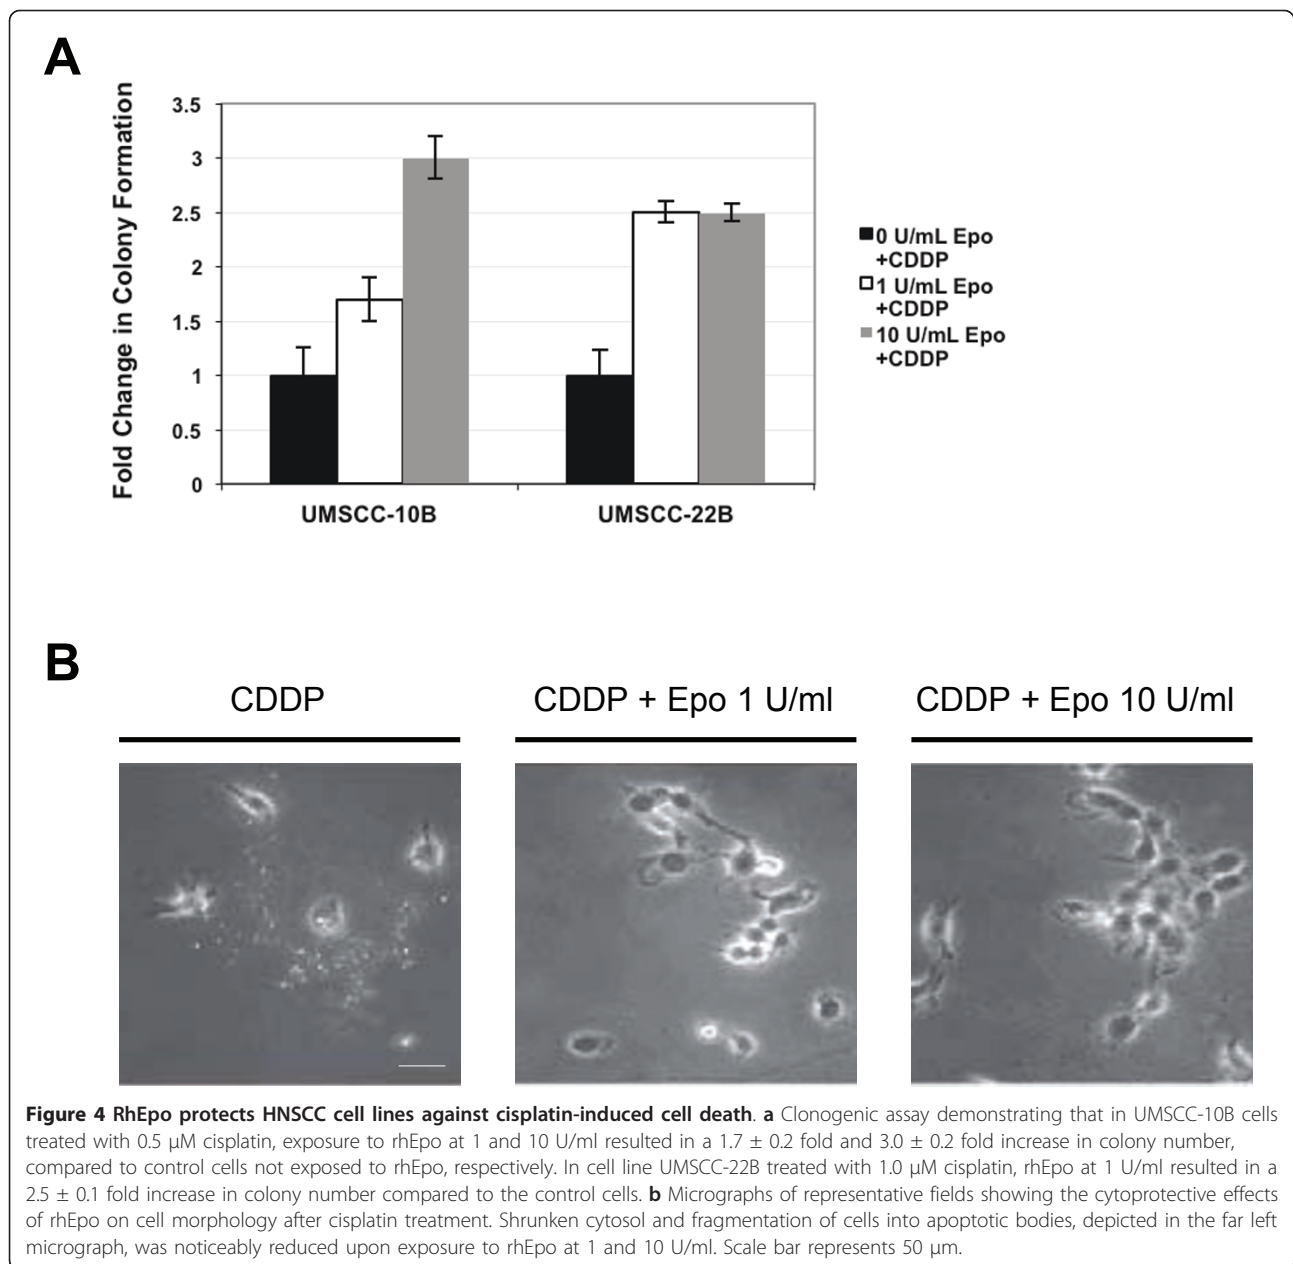 A
Fold Change in Colony Formation
3.5
3
2.5
2
1.5
1
0.5
0
UMSCC-10B
UMSCC-22B
0 U/mL Epo
+CDDP
1 U/mL Epo
+CDDP
10 U/mL Epo
+CDDP
B
CDDP
CDDP + Epo 1 U/ml
CDDP + Epo 10 U/ml
Figure 4 RhEpo protects HNSCC cell lines against cisplatin-induced cell death. a Clonogenic assay demonstrating that in UMSCC-10B cells
treated with 0.5 μM cisplatin, exposure to rhEpo at 1 and 10 U/ml resulted in a 1.7 ± 0.2 fold and 3.0 ± 0.2 fold increase in colony number,
compared to control cells not exposed to rhEpo, respectively. In cell line UMSCC-22B treated with 1.0 μM cisplatin, rhEpo at 1 U/ml resulted in a
2.5 ± 0.1 fold increase in colony number compared to the control cells. b Micrographs of representative fields showing the cytoprotective effects
of rhEpo on cell morphology after cisplatin treatment. Shrunken cytosol and fragmentation of cells into apoptotic bodies, depicted in the far left
micrograph, was noticeably reduced upon exposure to rhEpo at 1 and 10 U/ml. Scale bar represents 50 μm.